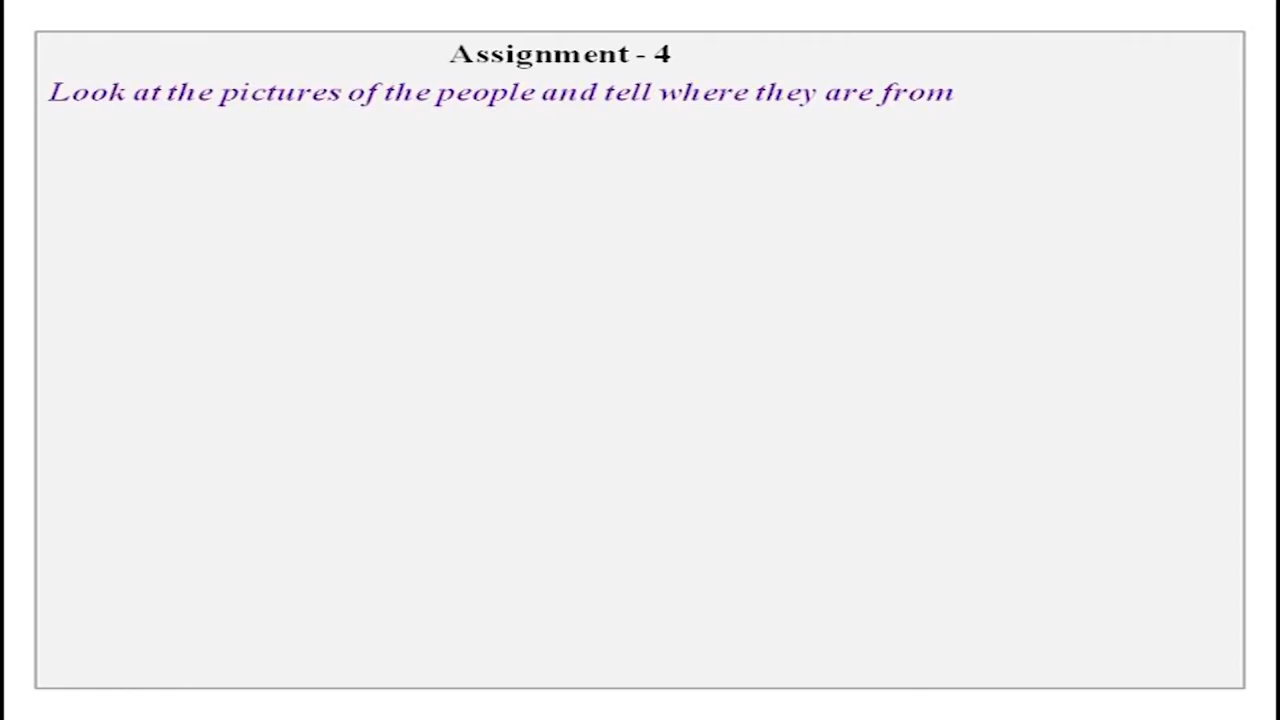 Assignment - 4
Look at the pictures of the people and tell where they are from